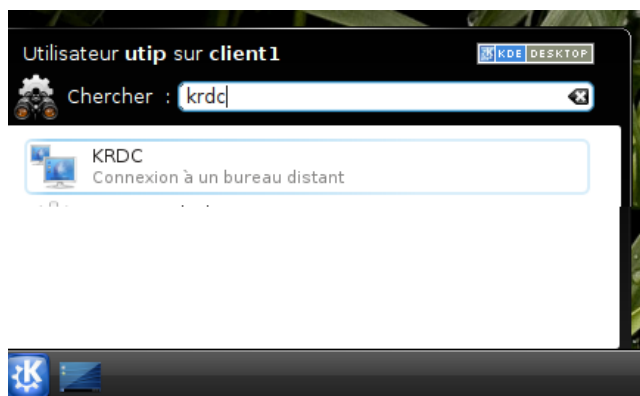 Utilisateur utip sur client1
KDE DESKTOP
Chercher : krdc
KRDC
Connexion à un bureau distant